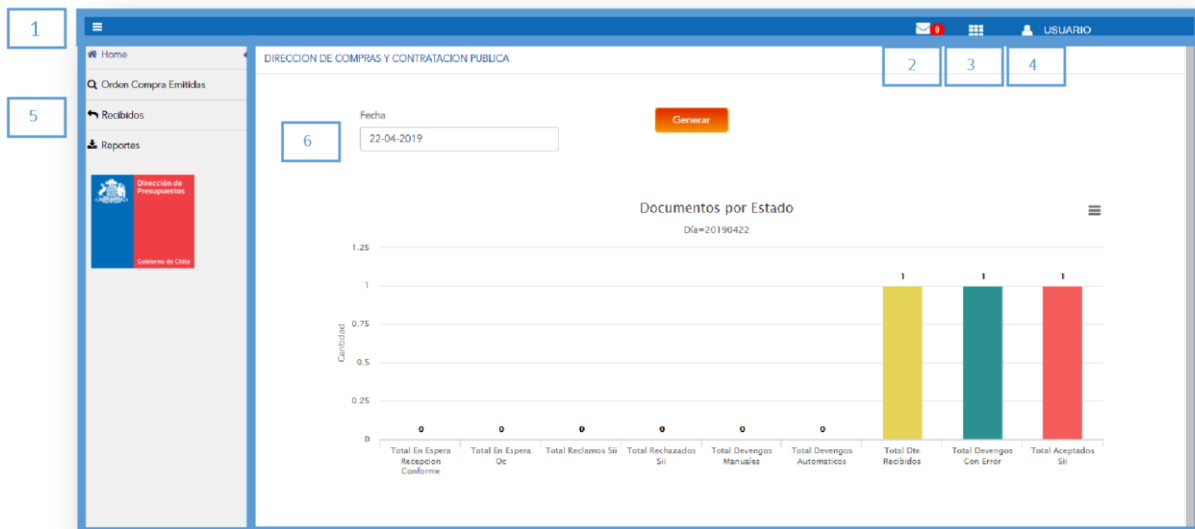 1
0
USUARIO
Home
DIRECCION DE COMPRAS Y CONTRATACION PUBLICA
2
3
4
Orden Compra Emitidas
5
Recibidos
Reportes
6
Fecha
22-04-2019
Generar
Dirección de
Presupuestos
Gobierno de Chile
Documentos por Estado
Día=20190422
Cantidad
1.25
1
0.75
0.5
0.25
0
0
0
0
0
0
0
1
1
1
Total En Espera
Recepcion
Conforme
Total En Espera
Oc
Total Reclamos Sii
Total Rechazados
Sii
Total Devengos
Manuales
Total Devengos
Automaticos
Total Dte
Recibidos
Total Devengos
Con Error
Total Aceptados
Sii